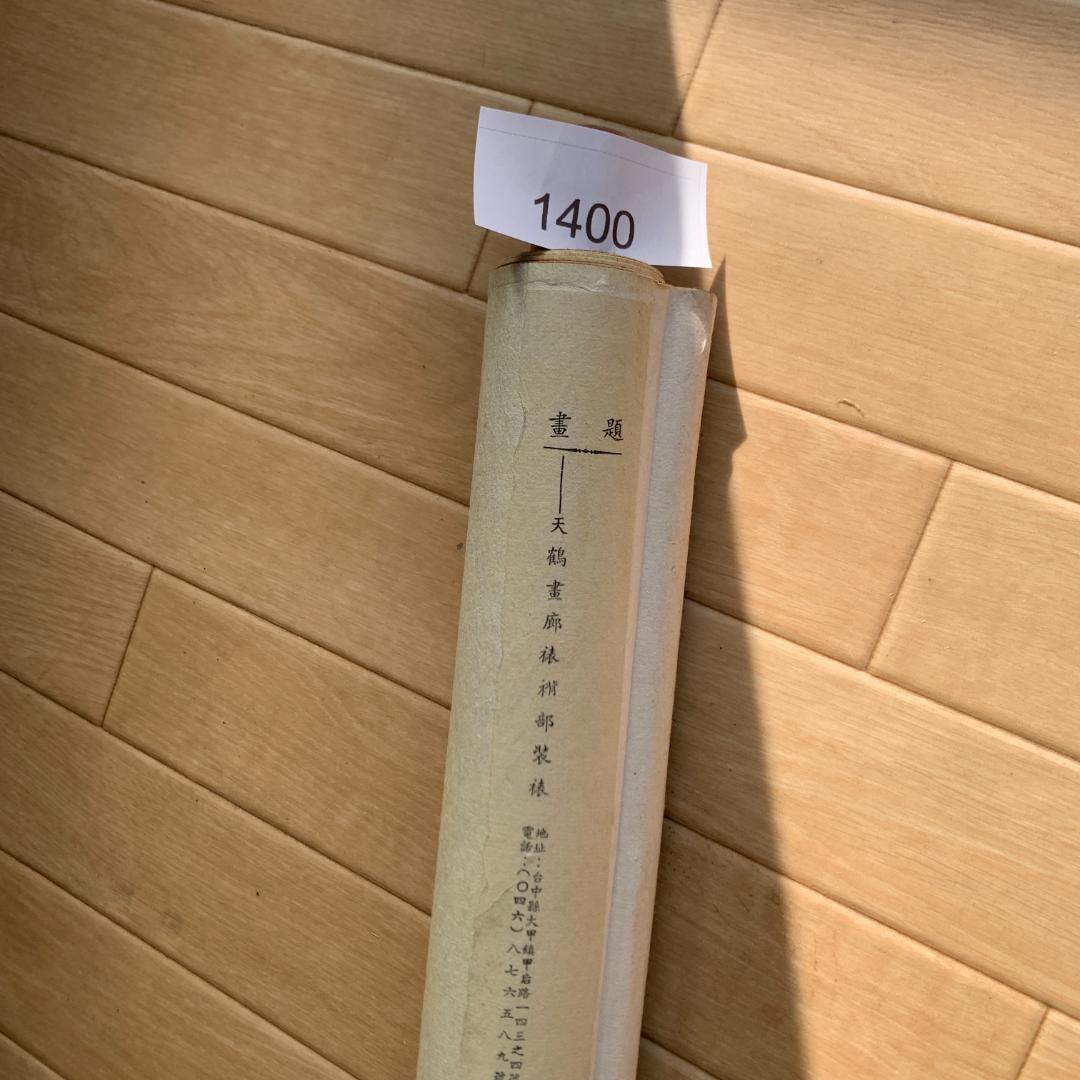 1400
畫題
天鶴畫廊裱褙部裝裱
地址：台中縣大甲鎮甲后路一四三之四號
電話：(〇四六)八七六五八九